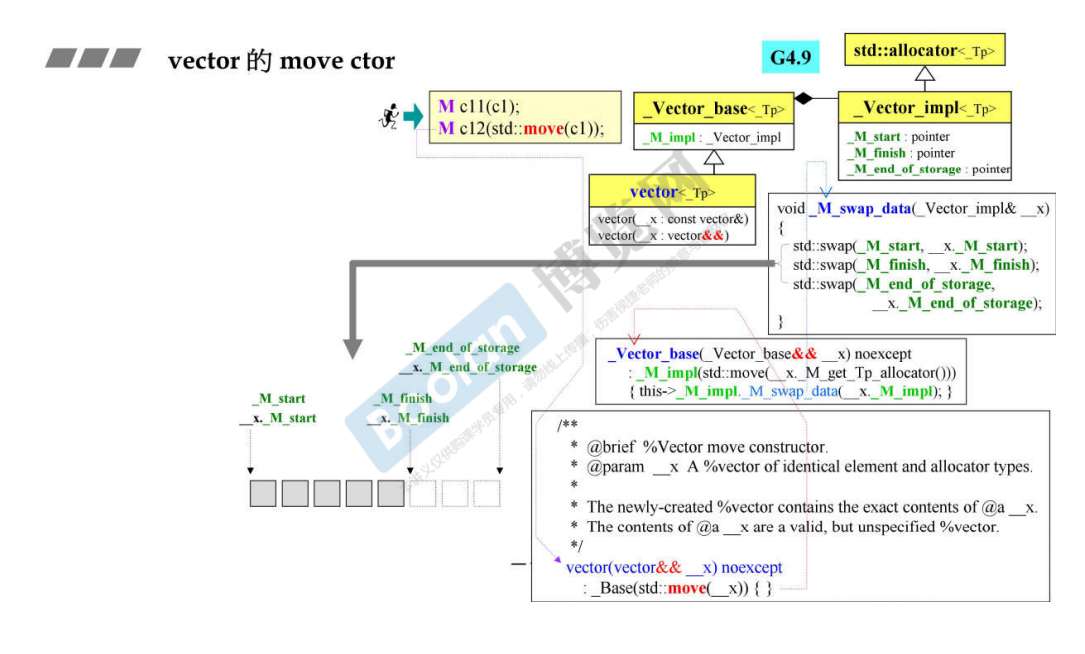 vector 的 move ctor
G4.9
std::allocator<_Tp>
M c11(c1);
M c12(std::move(c1));
_Vector_base<_Tp>
_M_impl : _Vector_impl
_Vector_impl<_Tp>
_M_start : pointer
_M_finish : pointer
_M_end_of_storage : pointer
vector<_Tp>
vector(__x : const vector&)
vector(__x : vector&&)
void _M_swap_data(_Vector_impl& __x)
{
std::swap(_M_start, __x._M_start);
std::swap(_M_finish, __x._M_finish);
std::swap(_M_end_of_storage,
__x._M_end_of_storage);
}
_M_end_of_storage
__x._M_end_of_storage
_M_start
__x._M_start
_M_finish
__x._M_finish
_Vector_base(_Vector_base&& __x) noexcept
: _M_impl(std::move(__x._M_get_Tp_allocator()))
{ this->_M_impl._M_swap_data(__x._M_impl); }
/**
* @brief %Vector move constructor.
* @param __x A %vector of identical element and allocator types.
*
* The newly-created %vector contains the exact contents of @a __x.
* The contents of @a __x are a valid, but unspecified %vector.
*/
vector(vector&& __x) noexcept
: _Base(std::move(__x)) { }
Boolan 博览网